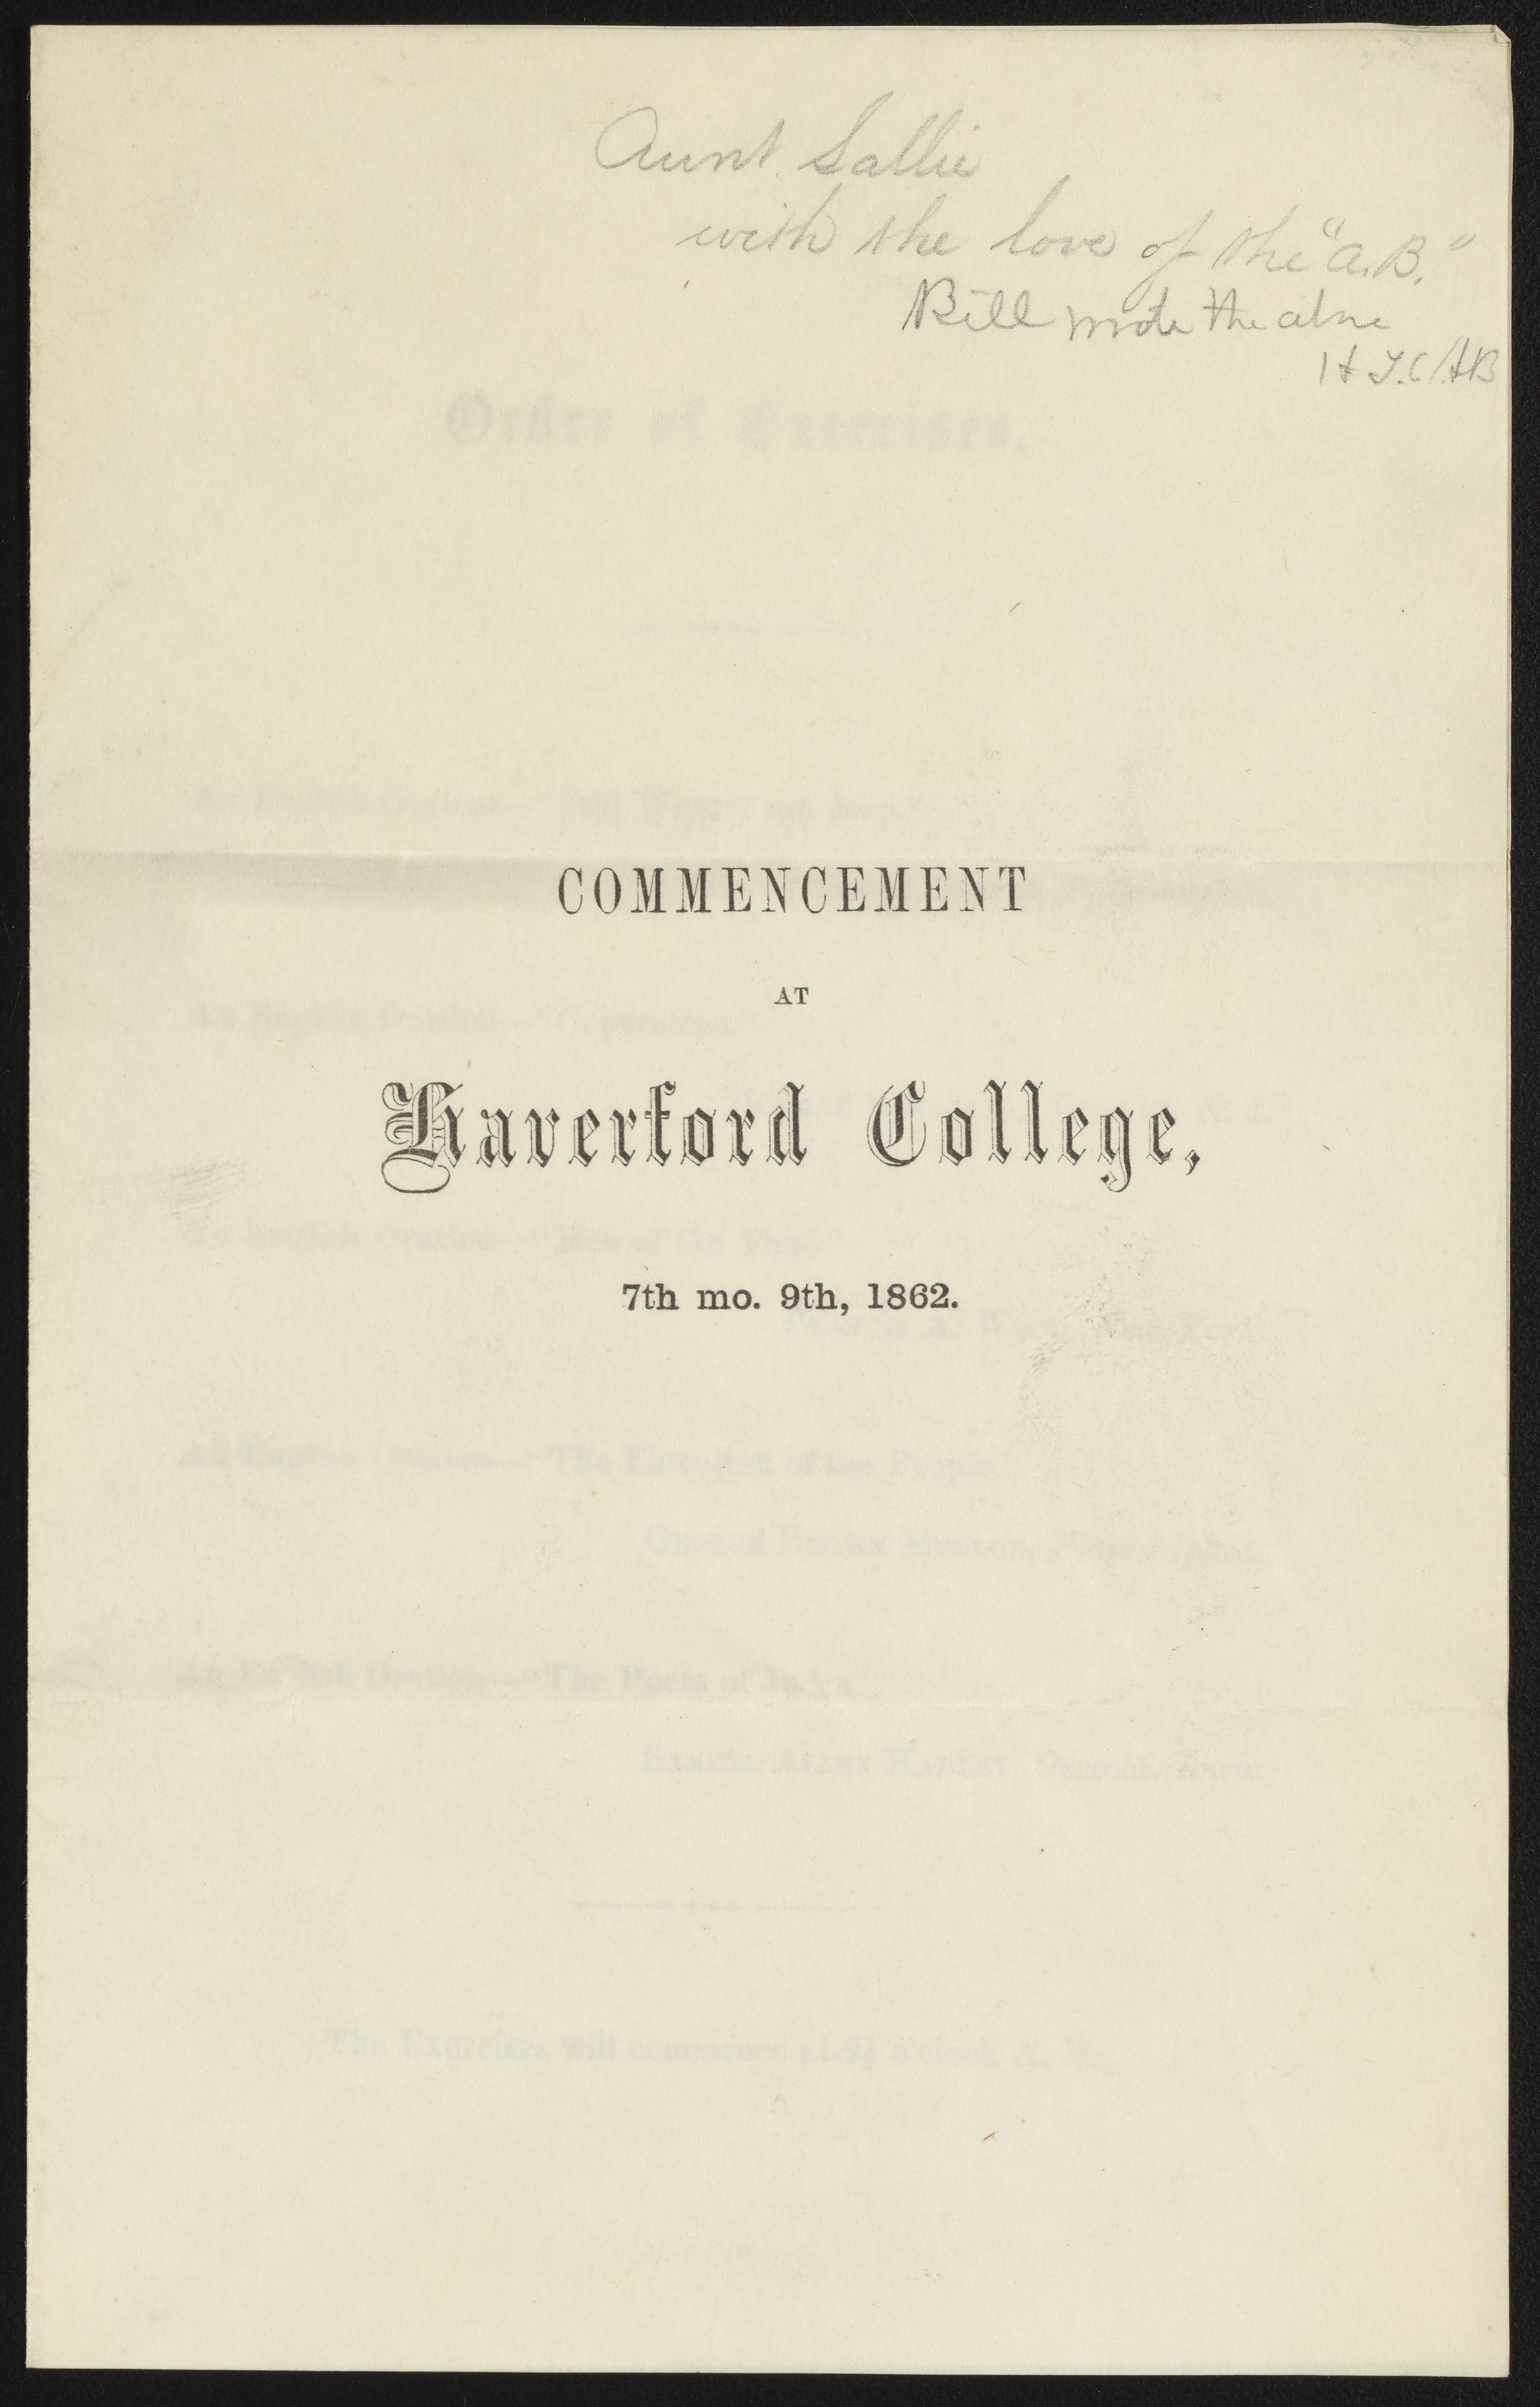 Aunt Sallie
with the love of the "A.B."
Bill wrote the above
COMMENCEMENT
AT
Haverford College,
7th mo. 9th, 1862.